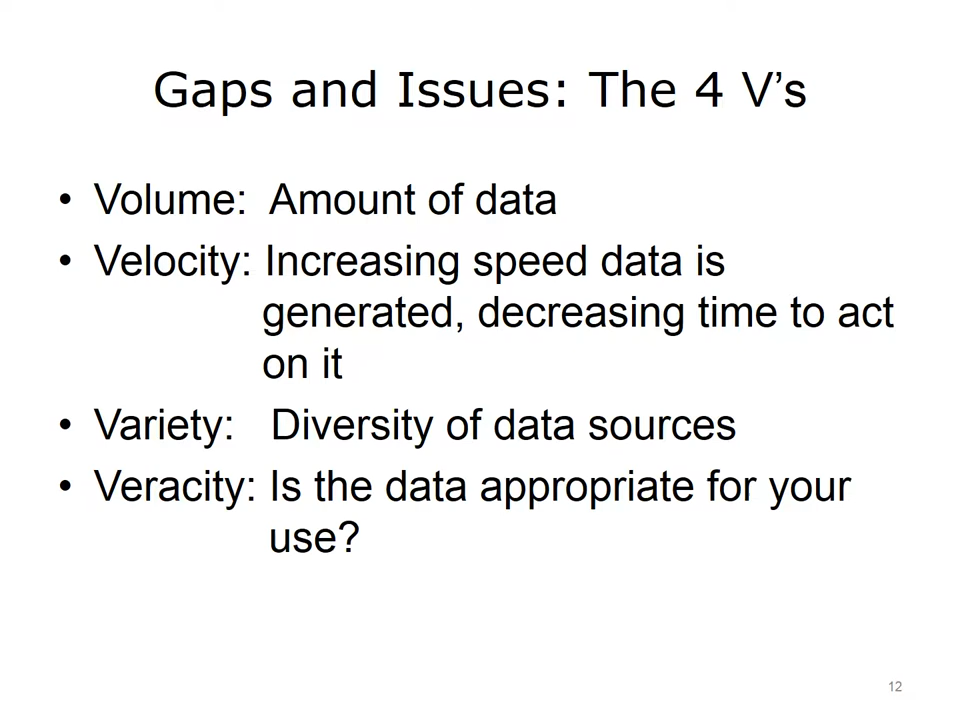 Gaps and Issues: The 4 V’s
• Volume: Amount of data
• Velocity: Increasing speed data is
generated, decreasing time to act
on it
• Variety: Diversity of data sources
• Veracity: Is the data appropriate for your
use?
12